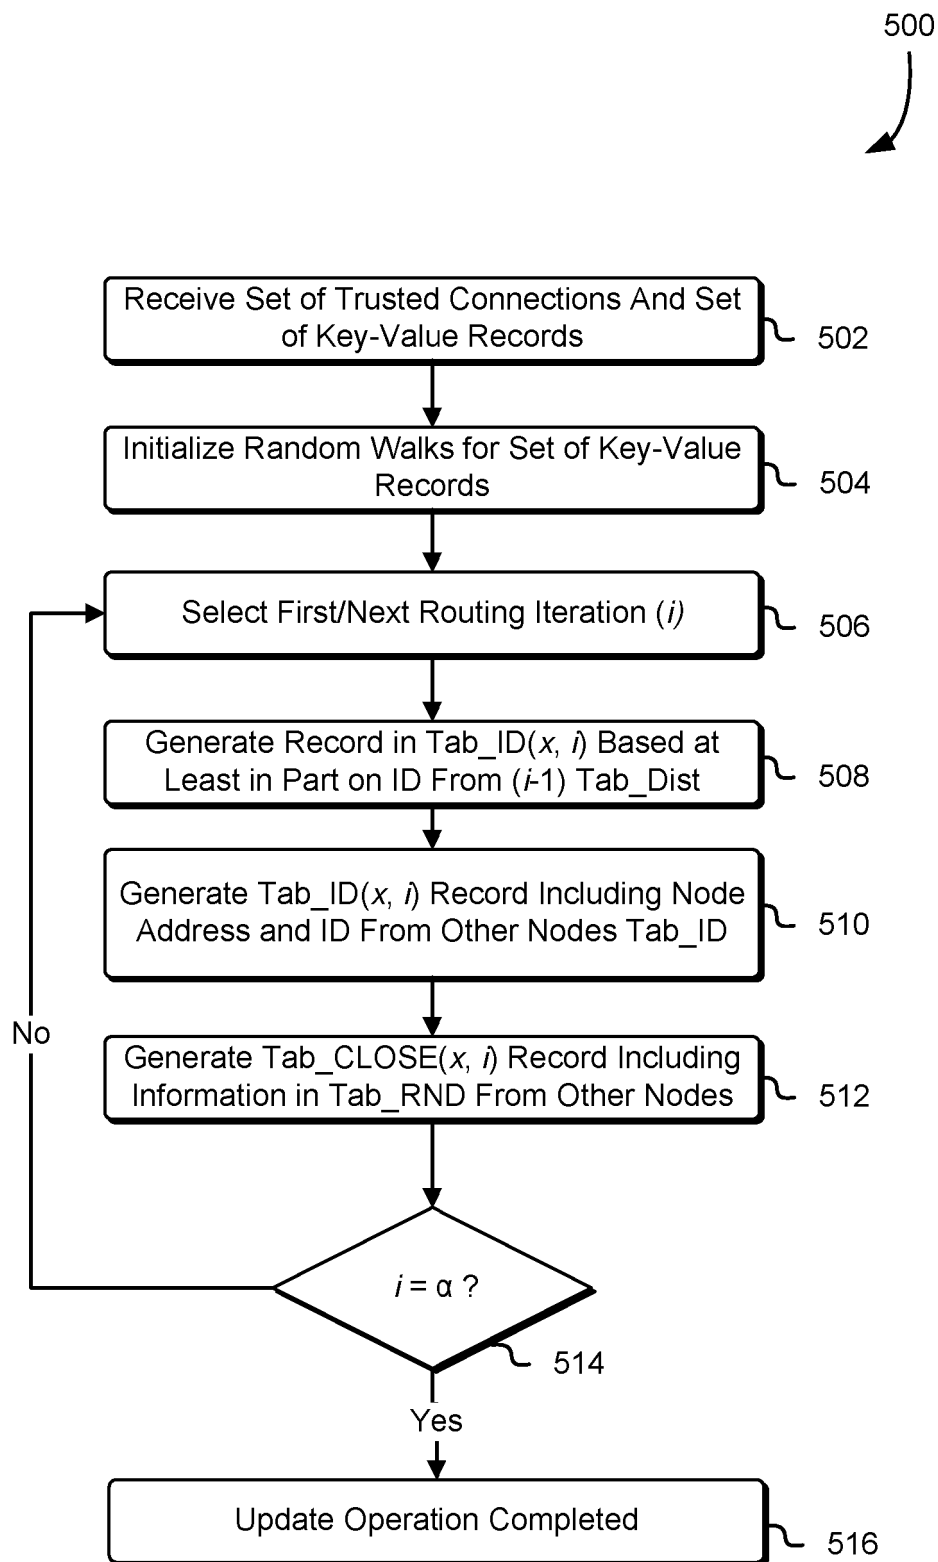 500
Receive Set of Trusted Connections And Set
of Key-Value Records
502
Initialize Random Walks for Set of Key-Value
Records
504
Select First/Next Routing Iteration (i)
506
Generate Record in Tab_ID(x, i) Based at
Least in Part on ID From (i-1) Tab_Dist
508
Generate Tab_ID(x, i) Record Including Node
Address and ID From Other Nodes Tab_ID
510
No
Generate Tab_CLOSE(x, i) Record Including
Information in Tab_RND From Other Nodes
512
i = α ?
514
Yes
Update Operation Completed
516